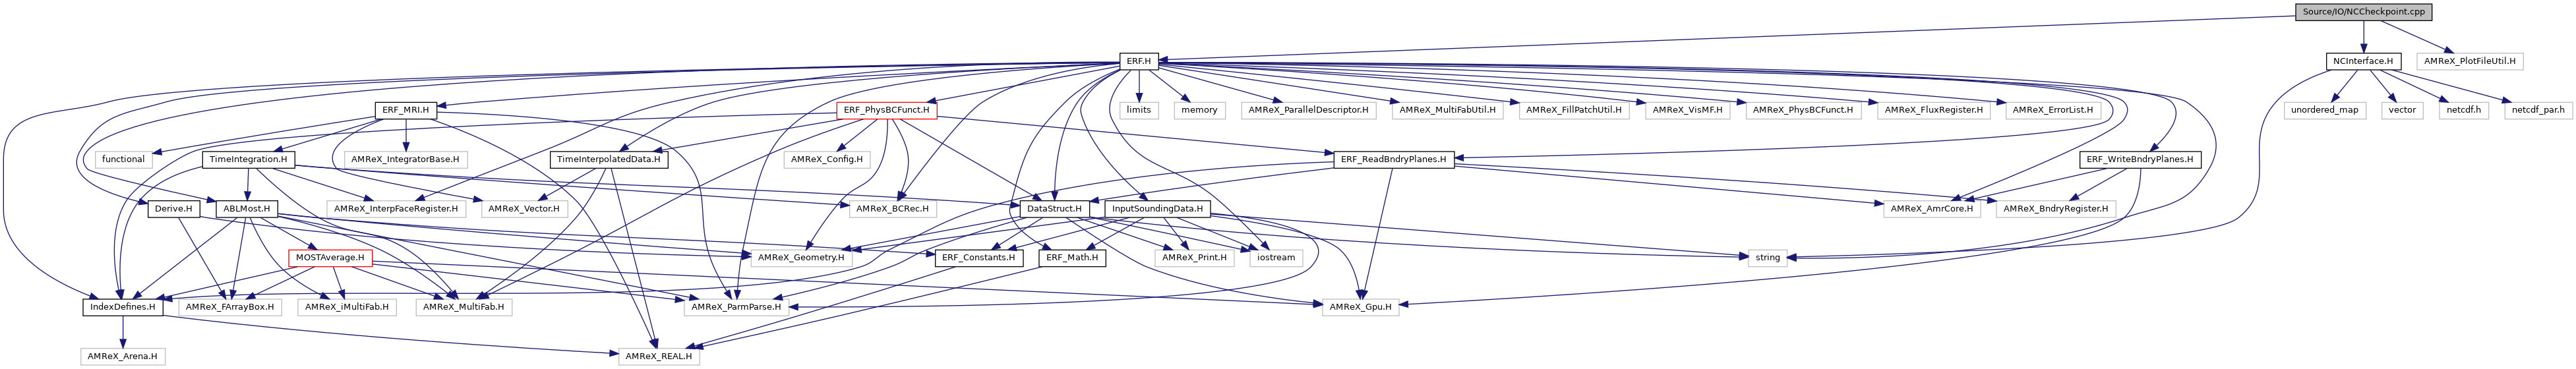 Source/IO/NCCheckpoint.cpp
ERF.H
NCInterface.H
AMReX_PlotFileUtil.H
ERF_MRI.H
ERF_PhysBCFunct.H
limits
memory
AMReX_ParallelDescriptor.H
AMReX_MultiFabUtil.H
AMReX_FillPatchUtil.H
AMReX_VisMF.H
AMReX_PhysBCFunct.H
AMReX_FluxRegister.H
AMReX_ErrorList.H
unordered_map
vector
netcdf.h
netcdf_par.h
functional
TimeIntegration.H
AMReX_IntegratorBase.H
TimeInterpolatedData.H
AMReX_Config.H
ERF_ReadBndryPlanes.H
ERF_WriteBndryPlanes.H
Derive.H
ABLMost.H
AMReX_InterpFaceRegister.H
AMReX_Vector.H
AMReX_BCRec.H
DataStruct.H
InputSoundingData.H
AMReX_AmrCore.H
AMReX_BndryRegister.H
MOSTAverage.H
AMReX_Geometry.H
ERF_Constants.H
ERF_Math.H
AMReX_Print.H
iostream
string
IndexDefines.H
AMReX_FArrayBox.H
AMReX_iMultiFab.H
AMReX_MultiFab.H
AMReX_ParmParse.H
AMReX_Gpu.H
AMReX_Arena.H
AMReX_REAL.H